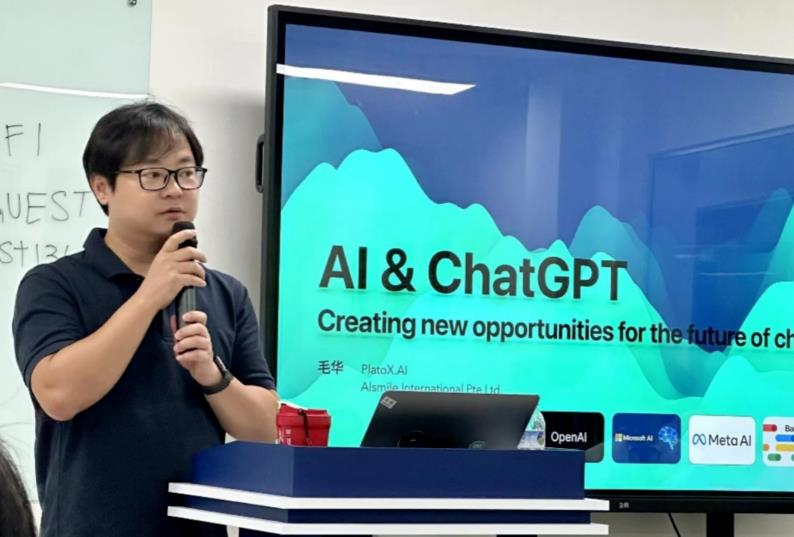 FI
UEST
ST13
AI & ChatGPT
Creating new opportunities for the future of ch
毛华 PlatoX.AI
AIsmile International Pte Ltd
OpenAI
Microsoft AI
Meta AI
Ba